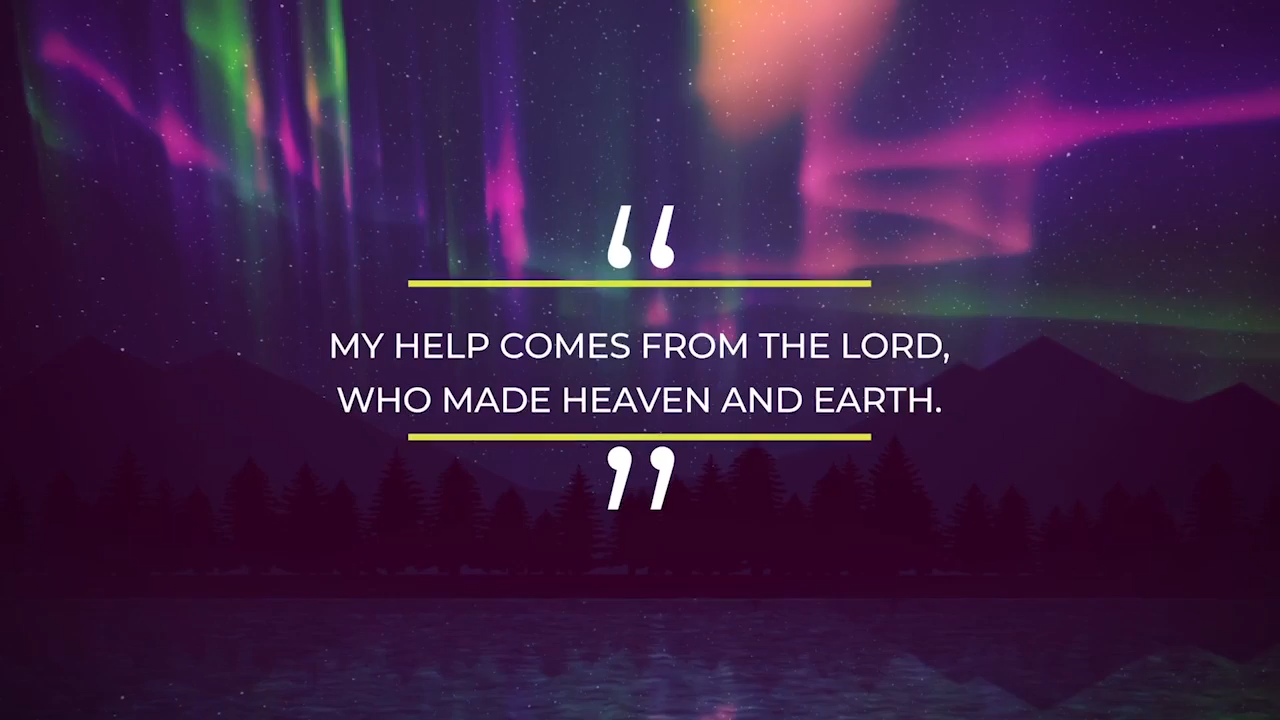 “
MY HELP COMES FROM THE LORD,
WHO MADE HEAVEN AND EARTH.
”